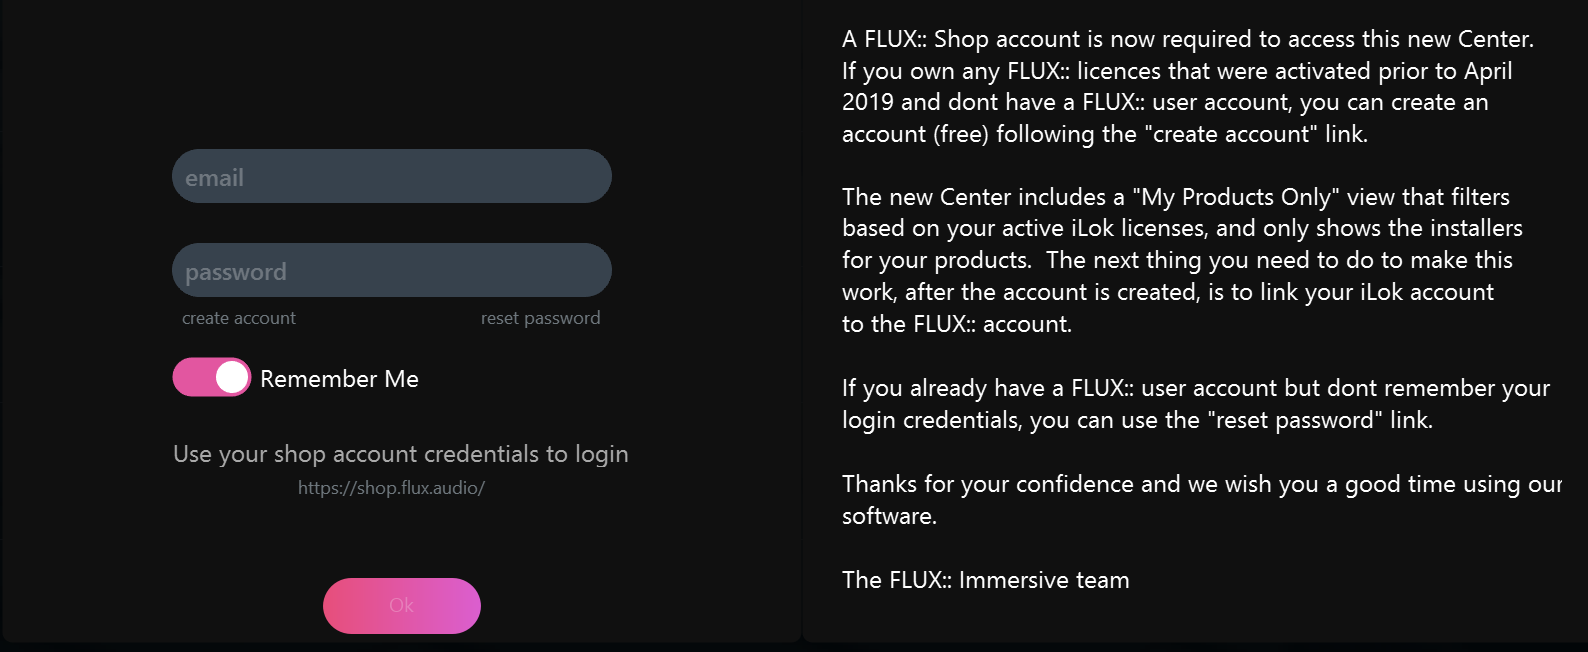 email
password
create account
reset password
Remember Me
Use your shop account credentials to login
https://shop.flux.audio/
Ok
A FLUX:: Shop account is now required to access this new Center.
If you own any FLUX:: licences that were activated prior to April
2019 and dont have a FLUX:: user account, you can create an
account (free) following the "create account" link.
The new Center includes a "My Products Only" view that filters
based on your active iLok licenses, and only shows the installers
for your products.  The next thing you need to do to make this
work, after the account is created, is to link your iLok account
to the FLUX:: account.
If you already have a FLUX:: user account but dont remember your
login credentials, you can use the "reset password" link.
Thanks for your confidence and we wish you a good time using our
software.
The FLUX:: Immersive team